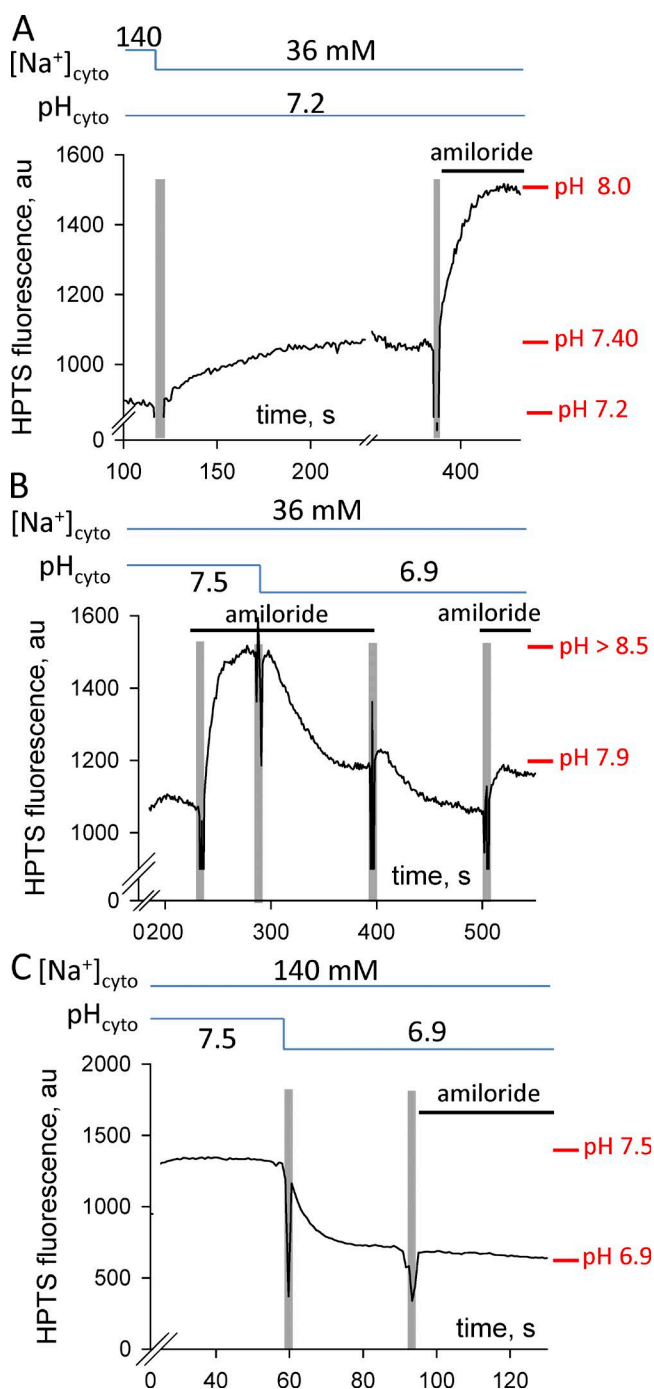 A
140
36 mM
[Na⁺]cyto
pHcyto
7.2
amiloride
1600
1400
1200
1000
0
HPTS fluorescence, au
pH 8.0
pH 7.40
pH 7.2
time, s
100 150 200 400
B
36 mM
[Na⁺]cyto
pHcyto
7.5 6.9
amiloride amiloride
1600
1400
1200
1000
0
HPTS fluorescence, au
pH > 8.5
pH 7.9
time, s
0 200 300 400 500
C
[Na⁺]cyto
140 mM
pHcyto
7.5 6.9
amiloride
2000
1500
1000
500
0
HPTS fluorescence, au
pH 7.5
pH 6.9
time, s
0 20 40 60 80 100 120